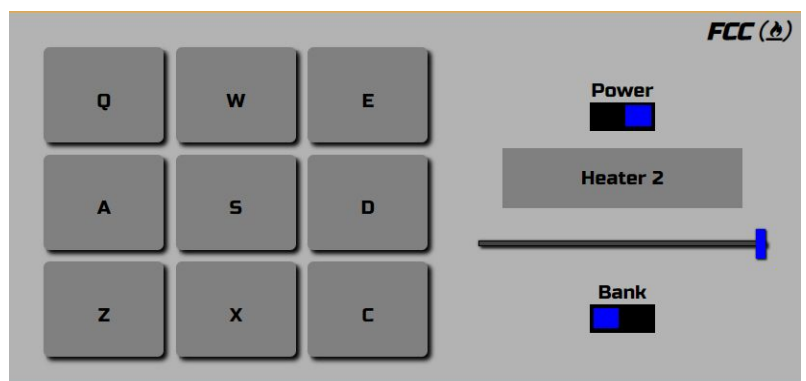 FCC
Q W E
Power
A S D
Heater 2
Z X C
Bank